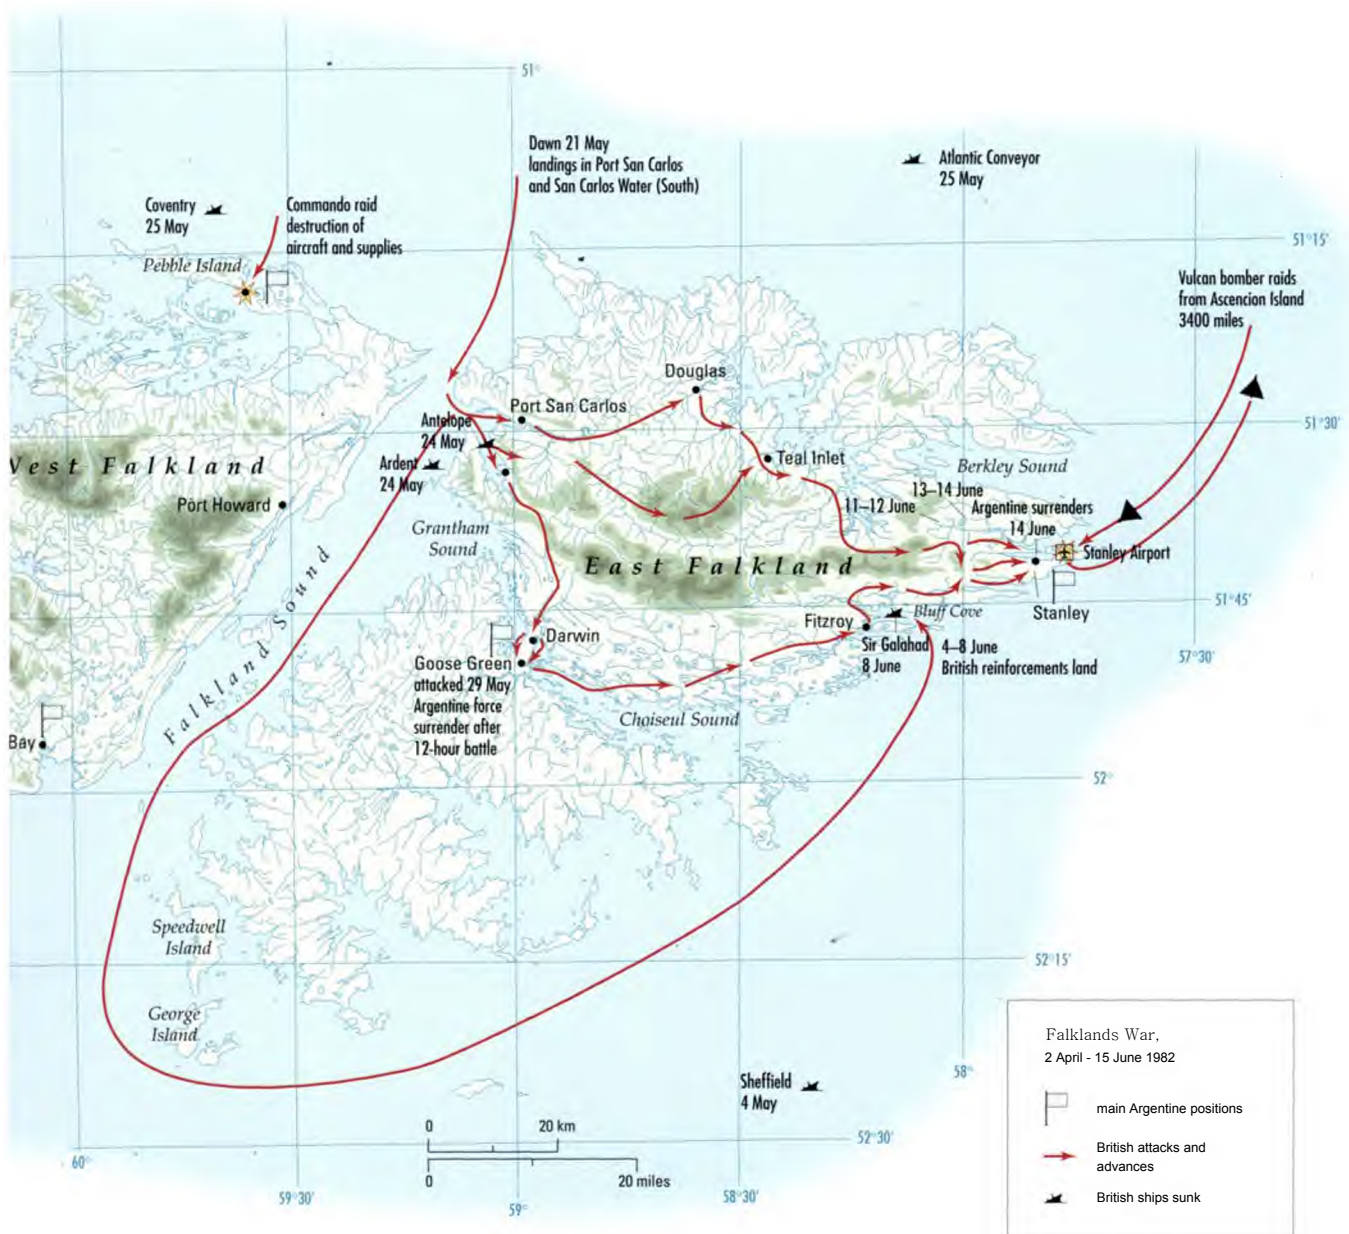 51°
Dawn 21 May
landings in Port San Carlos
and San Carlos Water (South)
Atlantic Conveyor
25 May
Coventry
25 May
Commando raid
destruction of
aircraft and supplies
Pebble Island
51°15'
Vulcan bomber raids
from Ascencion Island
3400 miles
Douglas
Port San Carlos
Antelope
24 May
51°30'
Ardent
24 May
Teal Inlet
Berkley Sound
West Falkland
Port Howard
13–14 June
11–12 June
Argentine surrenders
14 June
Grantham
Sound
Stanley Airport
East Falkland
51°45'
Stanley
Bluff Cove
Fitzroy
Falkland Sound
Darwin
Sir Galahad
8 June
4–8 June
British reinforcements land
57°30'
Goose Green
attacked 29 May
Argentine force
surrender after
12-hour battle
Choiseul Sound
Bay
52°
Speedwell
Island
52°15'
George
Island
Falklands War,
2 April - 15 June 1982
58°
Sheffield
4 May
main Argentine positions
0 20 km
52°30'
British attacks and
advances
60°
0 20 miles
59°30'
58°30'
59°
British ships sunk